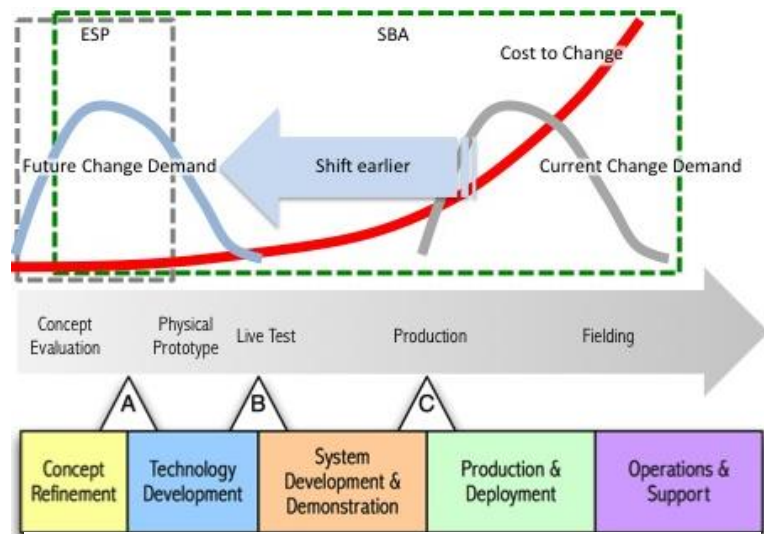 ESP
SBA
Cost to Change
Future Change Demand
Shift earlier
Current Change Demand
Concept
Evaluation
Physical
Prototype
Live Test
Production
Fielding
A
B
C
Concept
Refinement
Technology
Development
System
Development &
Demonstration
Production &
Deployment
Operations &
Support